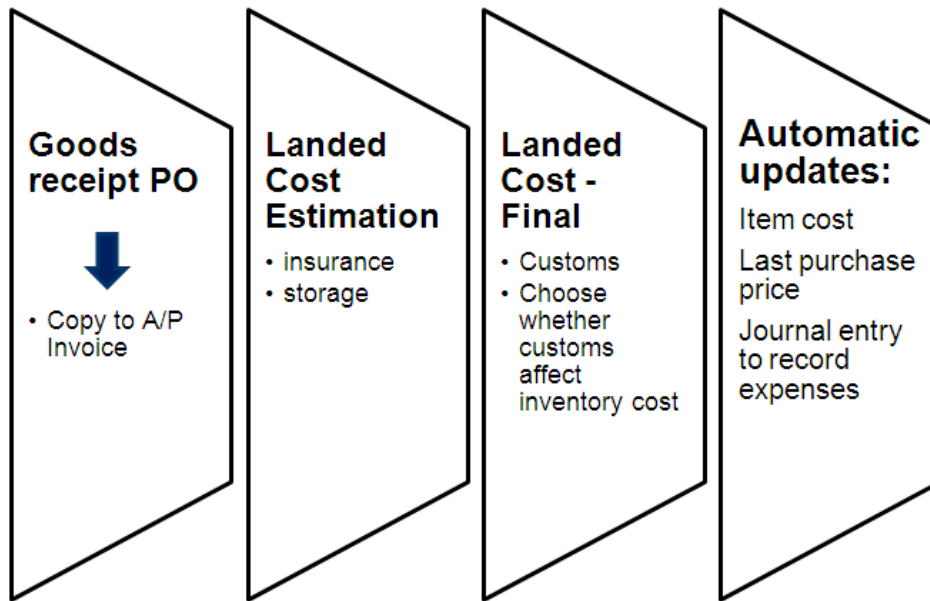 Goods
receipt PO
• Copy to A/P
Invoice
Landed
Cost
Estimation
• insurance
• storage
Landed
Cost -
Final
• Customs
• Choose
whether
customs
affect
inventory cost
Automatic
updates:
Item cost
Last purchase
price
Journal entry
to record
expenses